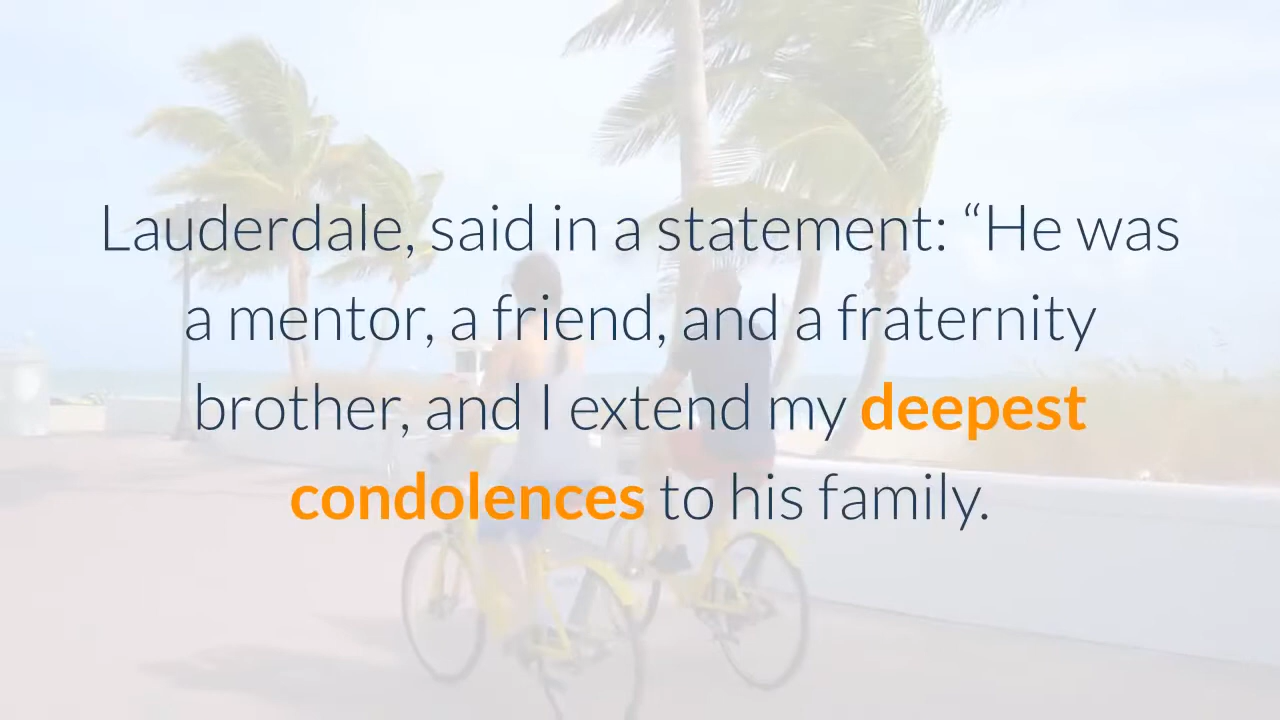 Lauderdale, said in a statement: “He was
a mentor, a friend, and a fraternity
brother, and I extend my deepest
condolences to his family.